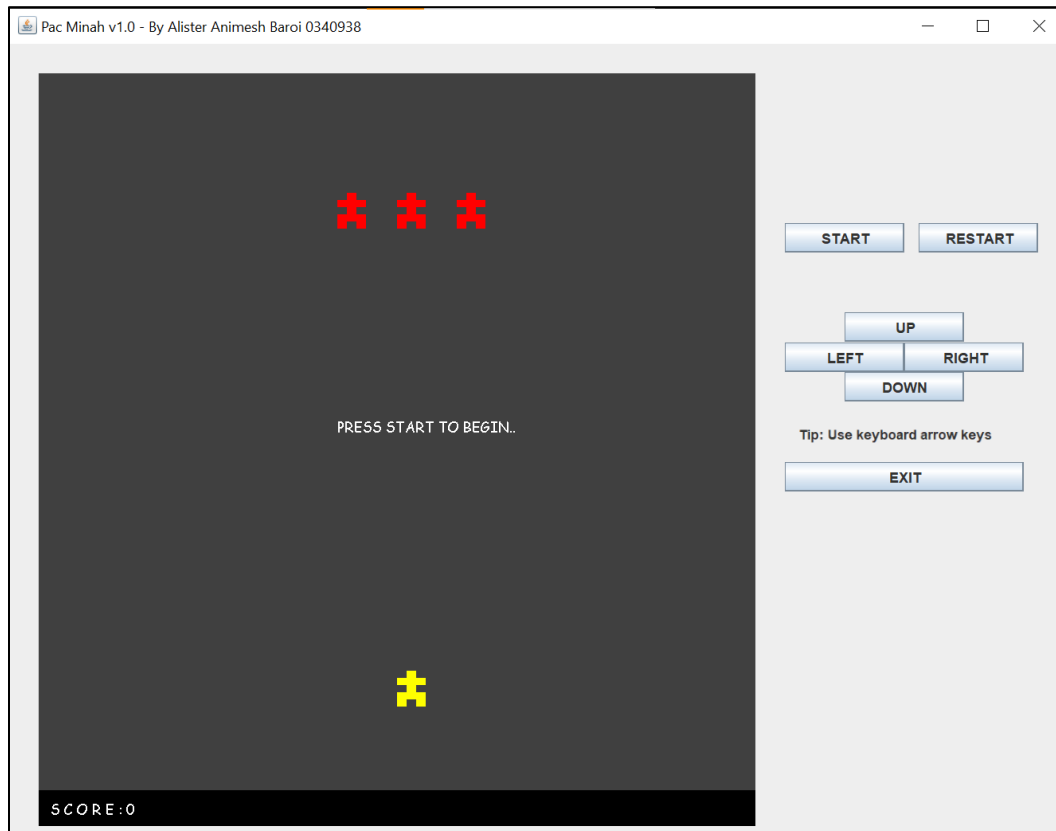 Pac Minah v1.0 - By Alister Animesh Baroi 0340938
START RESTART
UP
LEFT RIGHT
DOWN
PRESS START TO BEGIN..
Tip: Use keyboard arrow keys
EXIT
SCORE:0